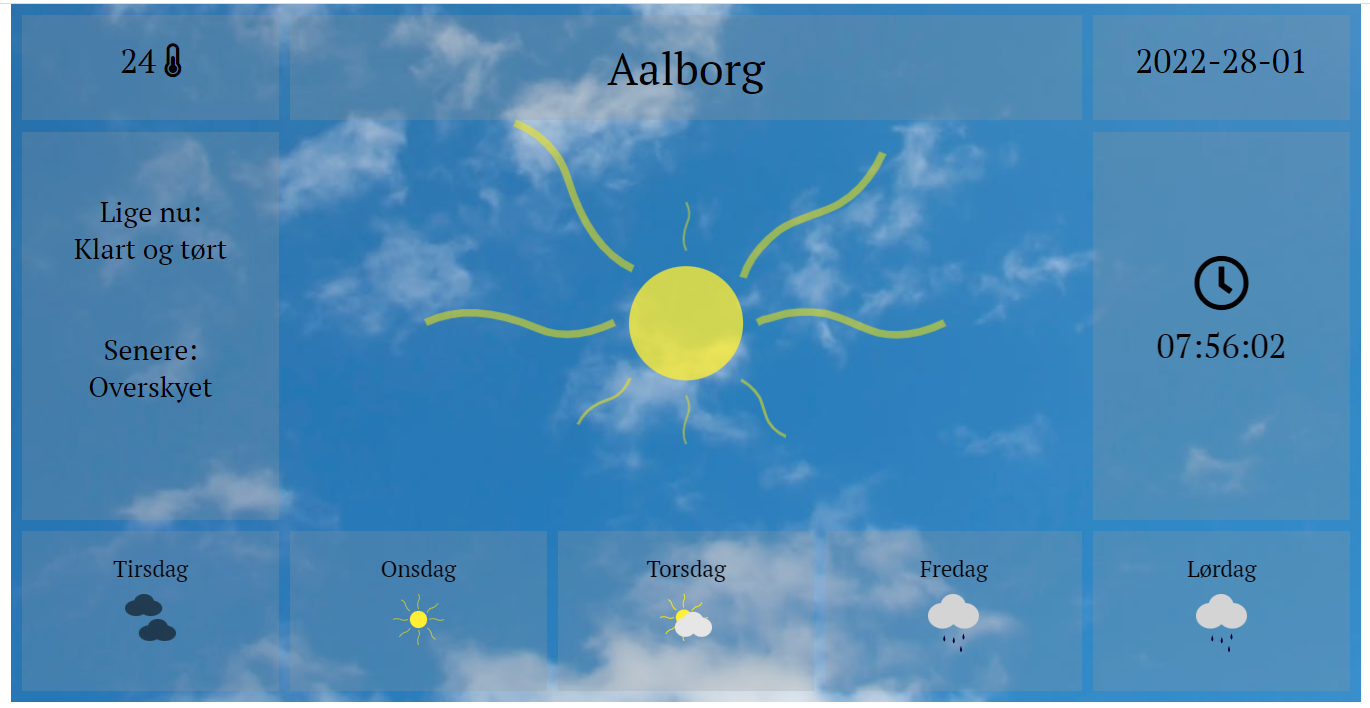 24
Aalborg
2022-28-01
Lige nu:
Klart og tørt
Senere:
Overskyet
07:56:02
Tirsdag
Onsdag
Torsdag
Fredag
Lørdag